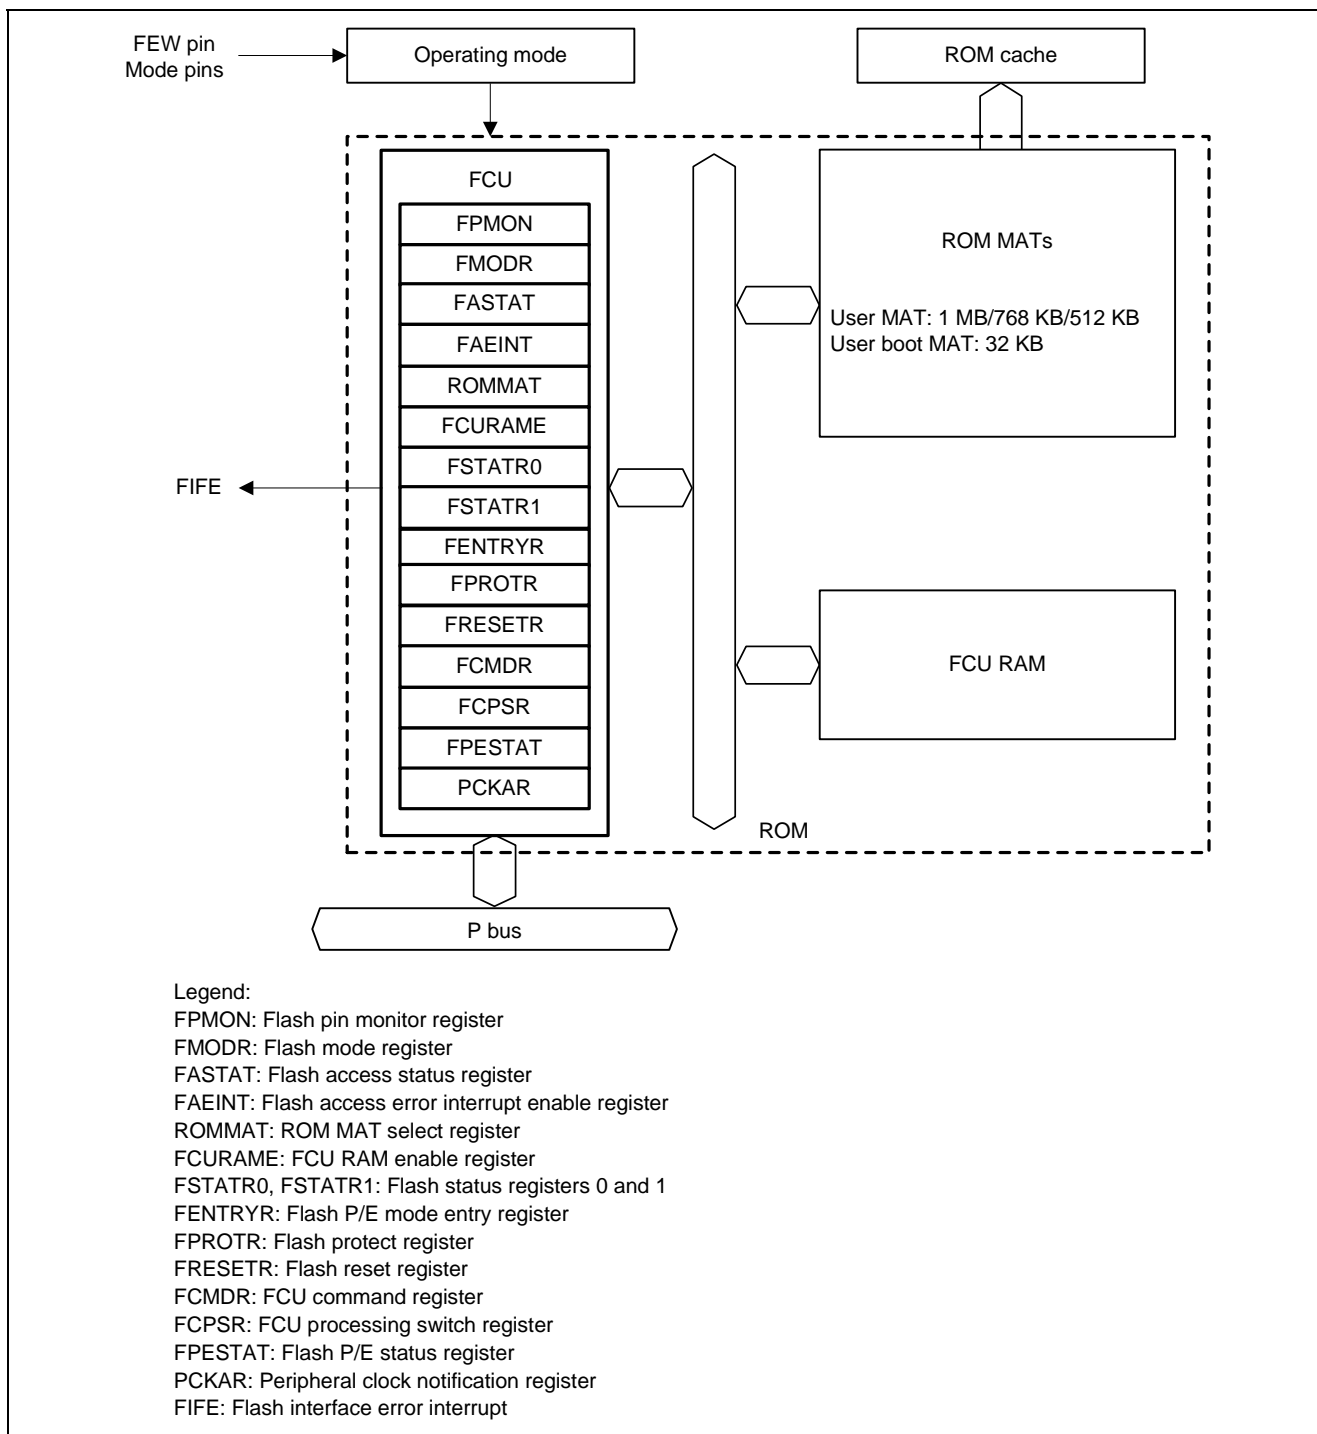 FEW pin
Mode pins
Operating mode
ROM cache
FCU
FPMON
FMODR
FASTAT
FAEINT
ROMMAT
FCURAME
FSTATR0
FSTATR1
FENTRYR
FPROTR
FRESETR
FCMDR
FCPSR
FPESTAT
PCKAR
FIFE
ROM MATs
User MAT: 1 MB/768 KB/512 KB
User boot MAT: 32 KB
FCU RAM
ROM
P bus
Legend:
FPMON: Flash pin monitor register
FMODR: Flash mode register
FASTAT: Flash access status register
FAEINT: Flash access error interrupt enable register
ROMMAT: ROM MAT select register
FCURAME: FCU RAM enable register
FSTATR0, FSTATR1: Flash status registers 0 and 1
FENTRYR: Flash P/E mode entry register
FPROTR: Flash protect register
FRESETR: Flash reset register
FCMDR: FCU command register
FCPSR: FCU processing switch register
FPESTAT: Flash P/E status register
PCKAR: Peripheral clock notification register
FIFE: Flash interface error interrupt